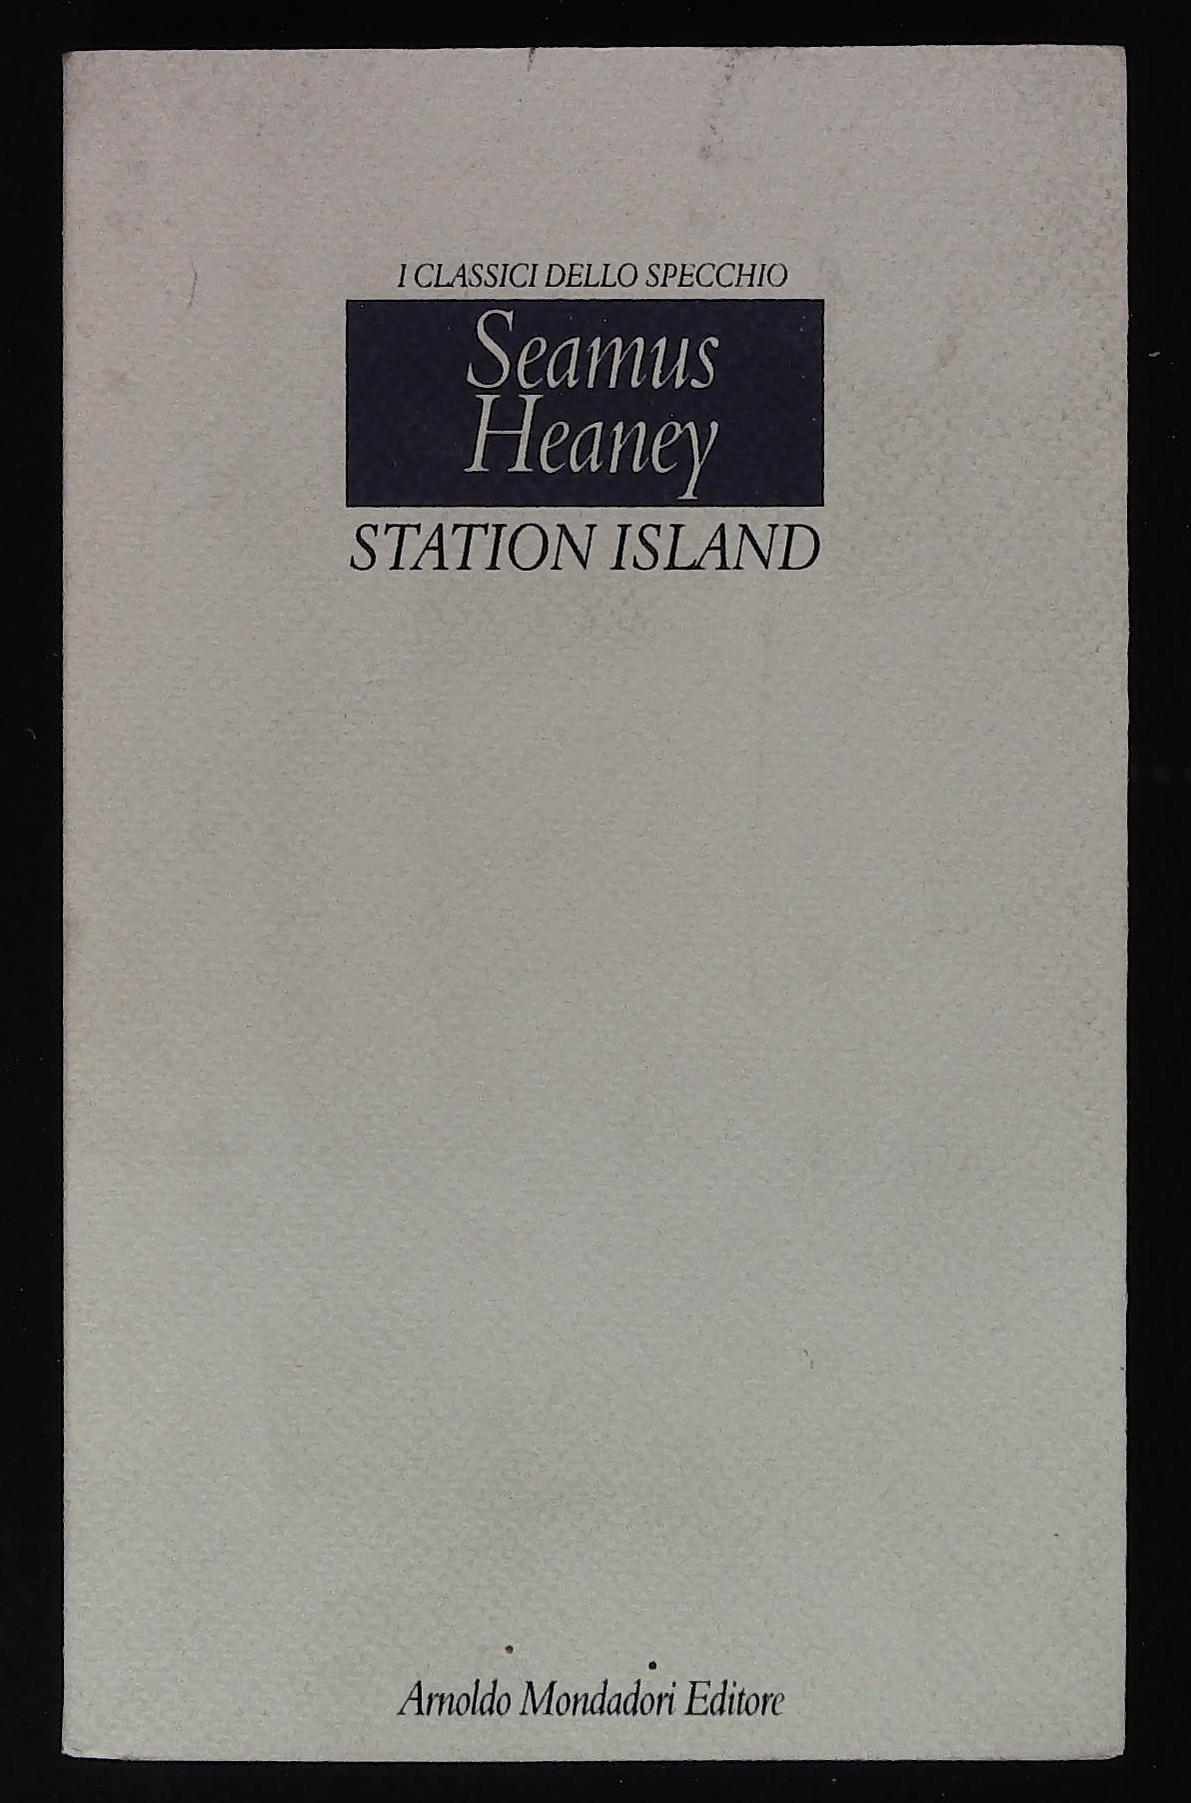 I CLASSICI DELLO SPECCHIO
Seamus
Heaney
STATION ISLAND
Arnoldo Mondadori Editore